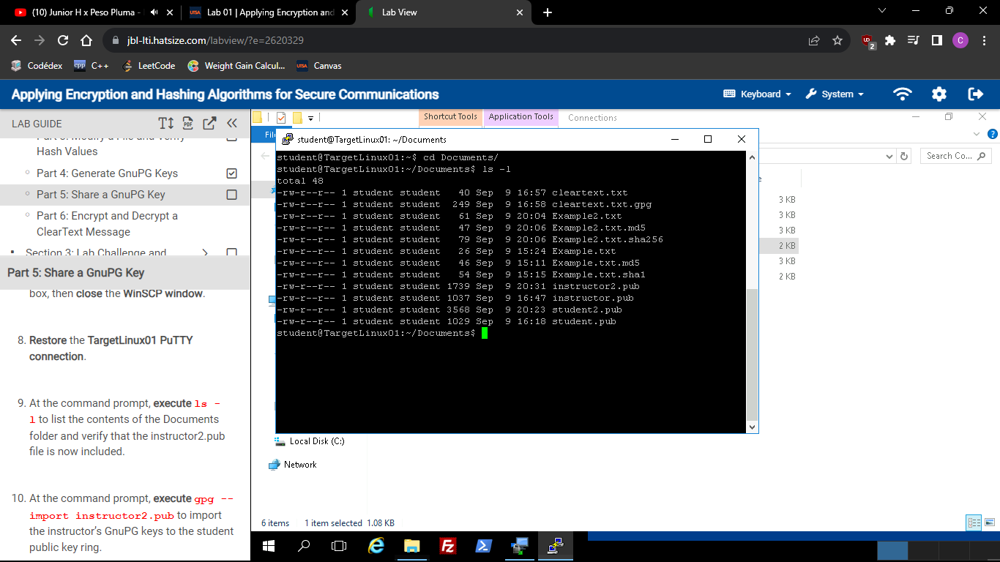 (10) Junior H x Peso Pluma -
Lab 01 | Applying Encryption and
Lab View
jbl-lti.hatsize.com/labview/?e=2620329
2
C
Codédex
cpp C++
LeetCode
Weight Gain Calcul...
UTSA Canvas
Applying Encryption and Hashing Algorithms for Secure Communications
Keyboard
System
LAB GUIDE
Part 3: Modify a File and Verify
Hash Values
Part 4: Generate GnuPG Keys
Part 5: Share a GnuPG Key
Part 6: Encrypt and Decrypt a
ClearText Message
Section 3: Lab Challenge and
Part 5: Share a GnuPG Key
box, then close the WinSCP window.
8. Restore the TargetLinux01 PuTTY
connection.
9. At the command prompt, execute ls -
l to list the contents of the Documents
folder and verify that the instructor2.pub
file is now included.
10. At the command prompt, execute gpg --
import instructor2.pub to import
the instructor's GnuPG keys to the student
public key ring.
Shortcut Tools
Application Tools
Connections
Fil
Search Co...
student@TargetLinux01: ~/Documents
student@TargetLinux01:~$ cd Documents/
student@TargetLinux01:~/Documents$ ls -l
total 48
-rw-r--r-- 1 student student 40 Sep 9 16:57 cleartext.txt
-rw-r--r-- 1 student student 249 Sep 9 16:58 cleartext.txt.gpg
-rw-r--r-- 1 student student 61 Sep 9 20:04 Example2.txt
-rw-r--r-- 1 student student 47 Sep 9 20:06 Example2.txt.md5
-rw-r--r-- 1 student student 79 Sep 9 20:06 Example2.txt.sha256
-rw-r--r-- 1 student student 26 Sep 9 15:24 Example.txt
-rw-r--r-- 1 student student 46 Sep 9 15:11 Example.txt.md5
-rw-r--r-- 1 student student 54 Sep 9 15:15 Example.txt.sha1
-rw-r--r-- 1 student student 1739 Sep 9 20:31 instructor2.pub
-rw-r--r-- 1 student student 1037 Sep 9 16:47 instructor.pub
-rw-r--r-- 1 student student 3568 Sep 9 20:23 student2.pub
-rw-r--r-- 1 student student 1029 Sep 9 16:18 student.pub
student@TargetLinux01:~/Documents$
e
3 KB
3 KB
3 KB
2 KB
3 KB
2 KB
Local Disk (C:)
Network
6 items 1 item selected 1.08 KB